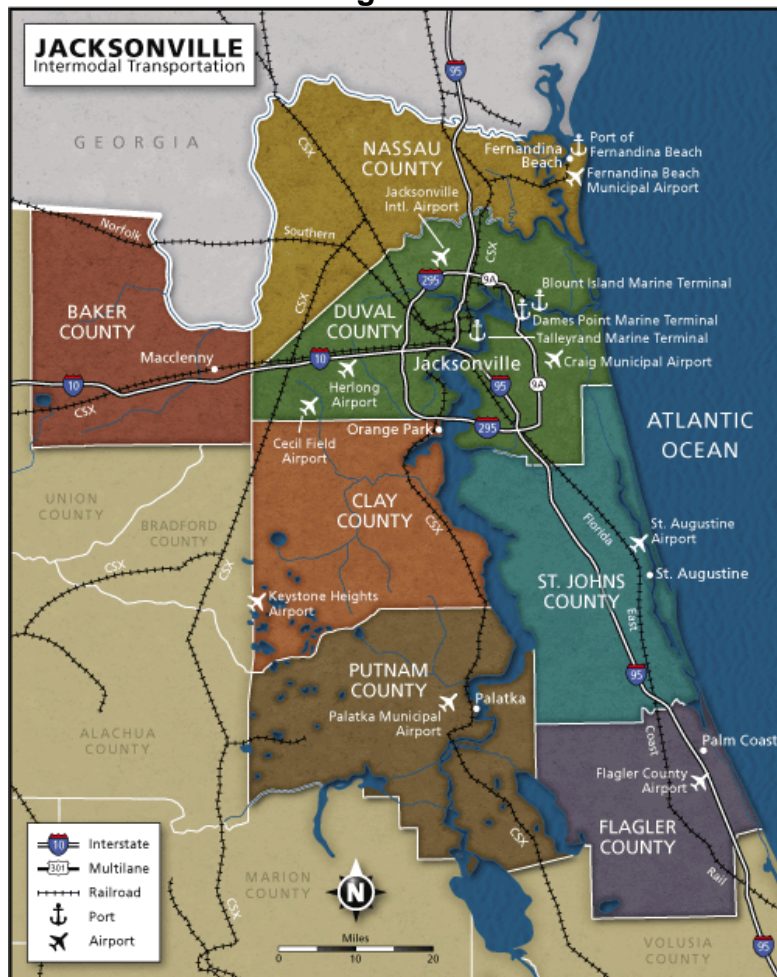 JACKSONVILLE
Intermodal Transportation
95
GEORGIA
CSX
NASSAU
COUNTY
Fernandina
Beach
Port of
Fernandina Beach
Fernandina Beach
Municipal Airport
Jacksonville
Intl. Airport
Norfolk
Southern
CSX
CSX
295
9A
Blount Island Marine Terminal
BAKER
COUNTY
DUVAL
COUNTY
Dames Point Marine Terminal
Talleyrand Marine Terminal
Macclenny
10
Jacksonville
Craig Municipal Airport
10
Herlong
Airport
95
9A
CSX
Cecil Field
Airport
Orange Park
295
ATLANTIC
OCEAN
UNION
COUNTY
BRADFORD
COUNTY
CLAY
COUNTY
CSX
Florida
St. Augustine
Airport
CSX
CSX
St. Augustine
Keystone Heights
Airport
ST. JOHNS
COUNTY
East
PUTNAM
COUNTY
95
Palatka
Palatka Municipal
Airport
ALACHUA
COUNTY
Coast
Palm Coast
Flagler County
Airport
FLAGLER
COUNTY
CSX
Rail
10 Interstate
301 Multilane
Railroad
Port
Airport
MARION
COUNTY
CSX
N
Miles
0 10 20
VOLUSIA
COUNTY
95